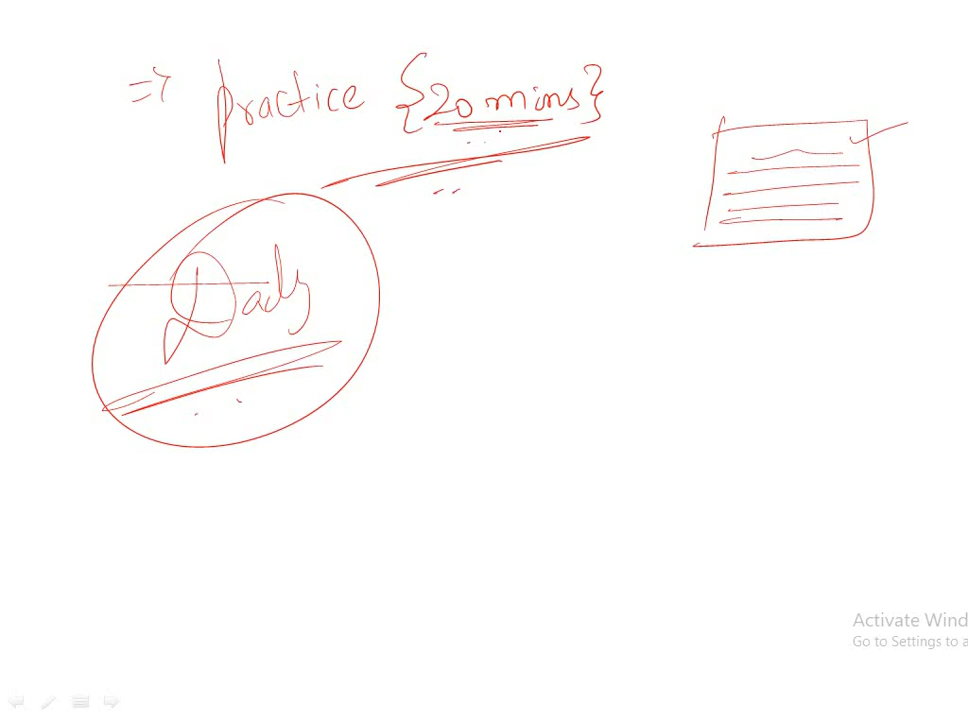 ⇒ practice {20 mins}
Daily
Activate Wind
Go to Settings to a